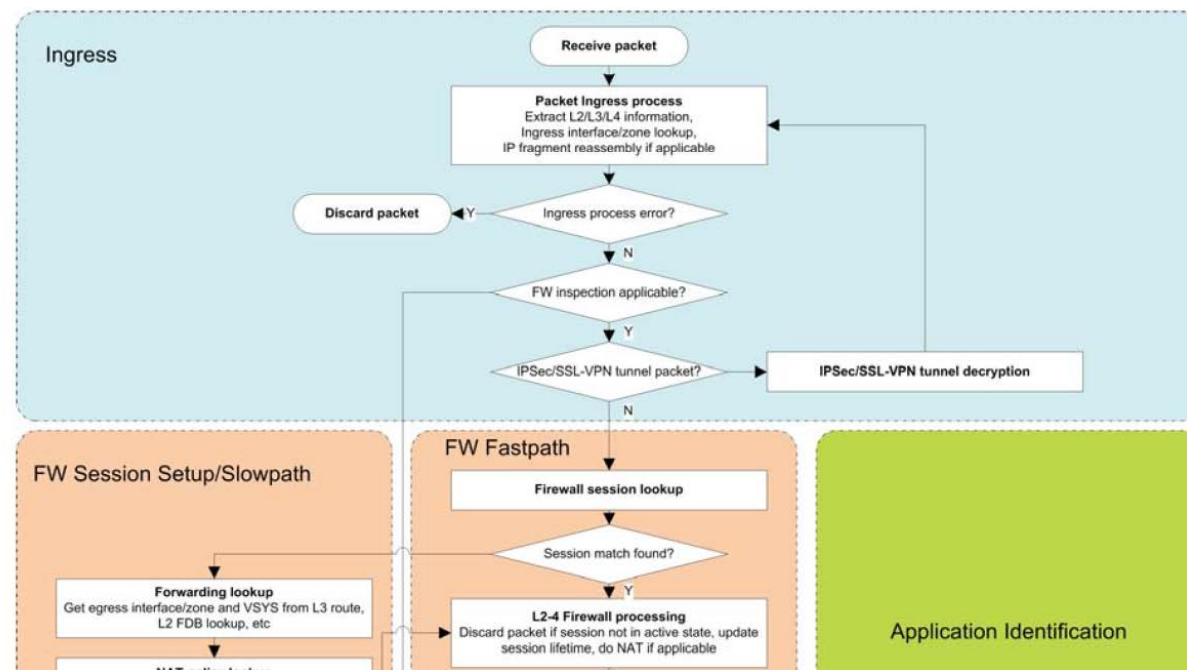 Ingress
Receive packet
Packet Ingress process
Extract L2/L3/L4 information,
Ingress interface/zone lookup,
IP fragment reassembly if applicable
Discard packet
Y
Ingress process error?
N
FW inspection applicable?
Y
IPSec/SSL-VPN tunnel packet?
IPSec/SSL-VPN tunnel decryption
N
FW Session Setup/Slowpath
FW Fastpath
Firewall session lookup
Session match found?
Y
Forwarding lookup
Get egress interface/zone and VSYS from L3 route,
L2 FDB lookup, etc
L2-4 Firewall processing
Discard packet if session not in active state, update
session lifetime, do NAT if applicable
Application Identification